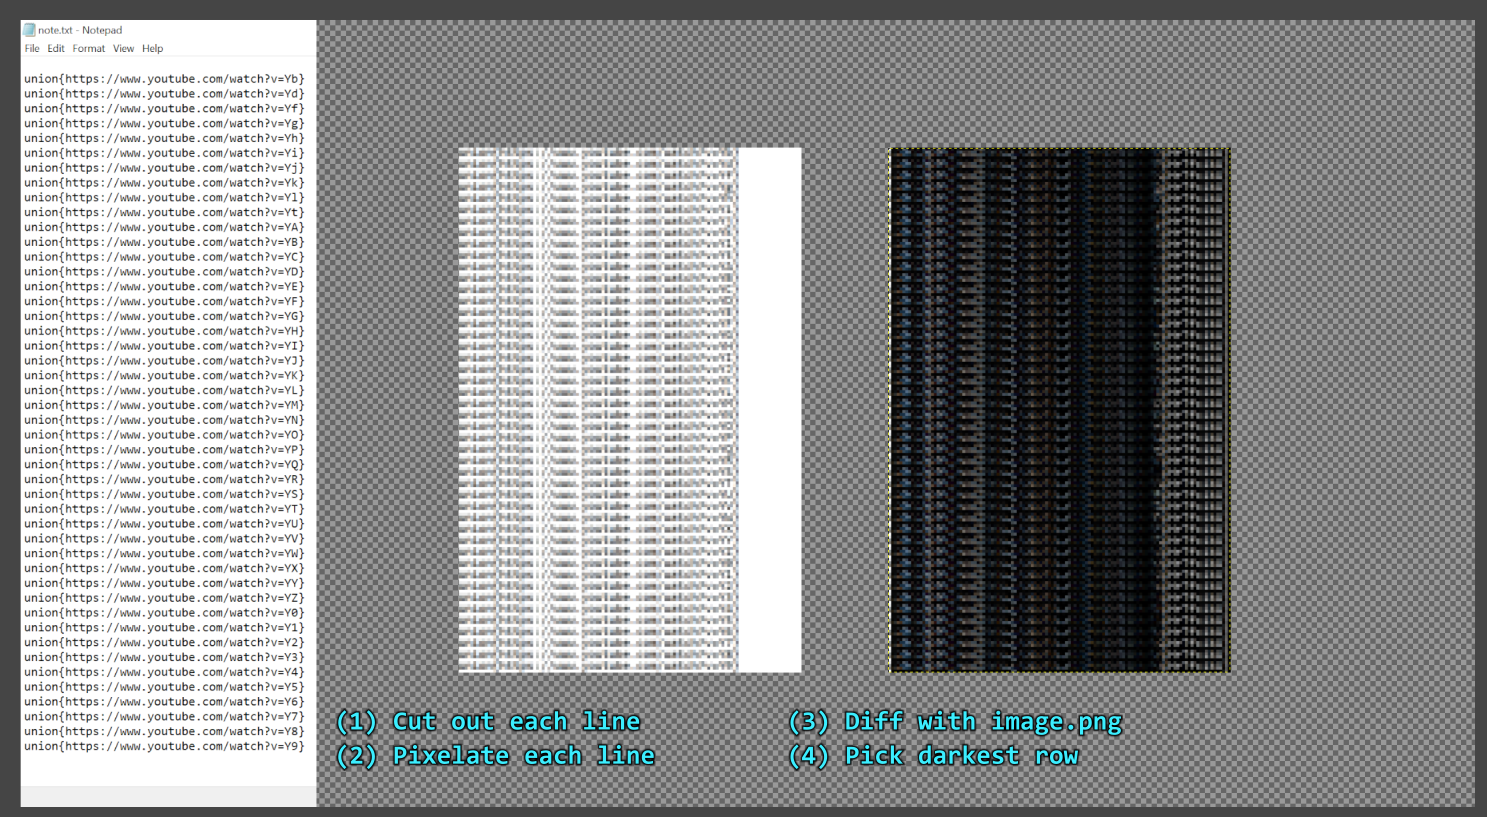 note.txt - Notepad
File Edit Format View Help
union{https://www.youtube.com/watch?v=Yb}
union{https://www.youtube.com/watch?v=Yd}
union{https://www.youtube.com/watch?v=Yf}
union{https://www.youtube.com/watch?v=Yg}
union{https://www.youtube.com/watch?v=Yh}
union{https://www.youtube.com/watch?v=Yi}
union{https://www.youtube.com/watch?v=Yj}
union{https://www.youtube.com/watch?v=Yk}
union{https://www.youtube.com/watch?v=Yl}
union{https://www.youtube.com/watch?v=Yt}
union{https://www.youtube.com/watch?v=YA}
union{https://www.youtube.com/watch?v=YB}
union{https://www.youtube.com/watch?v=YC}
union{https://www.youtube.com/watch?v=YD}
union{https://www.youtube.com/watch?v=YE}
union{https://www.youtube.com/watch?v=YF}
union{https://www.youtube.com/watch?v=YG}
union{https://www.youtube.com/watch?v=YH}
union{https://www.youtube.com/watch?v=YI}
union{https://www.youtube.com/watch?v=YJ}
union{https://www.youtube.com/watch?v=YK}
union{https://www.youtube.com/watch?v=YL}
union{https://www.youtube.com/watch?v=YM}
union{https://www.youtube.com/watch?v=YN}
union{https://www.youtube.com/watch?v=YO}
union{https://www.youtube.com/watch?v=YP}
union{https://www.youtube.com/watch?v=YQ}
union{https://www.youtube.com/watch?v=YR}
union{https://www.youtube.com/watch?v=YS}
union{https://www.youtube.com/watch?v=YT}
union{https://www.youtube.com/watch?v=YU}
union{https://www.youtube.com/watch?v=YV}
union{https://www.youtube.com/watch?v=YW}
union{https://www.youtube.com/watch?v=YX}
union{https://www.youtube.com/watch?v=YY}
union{https://www.youtube.com/watch?v=YZ}
union{https://www.youtube.com/watch?v=Y0}
union{https://www.youtube.com/watch?v=Y1}
union{https://www.youtube.com/watch?v=Y2}
union{https://www.youtube.com/watch?v=Y3}
union{https://www.youtube.com/watch?v=Y4}
union{https://www.youtube.com/watch?v=Y5}
union{https://www.youtube.com/watch?v=Y6}
union{https://www.youtube.com/watch?v=Y7}
union{https://www.youtube.com/watch?v=Y8}
union{https://www.youtube.com/watch?v=Y9}
(1) Cut out each line
(2) Pixelate each line
(3) Diff with image.png
(4) Pick darkest row